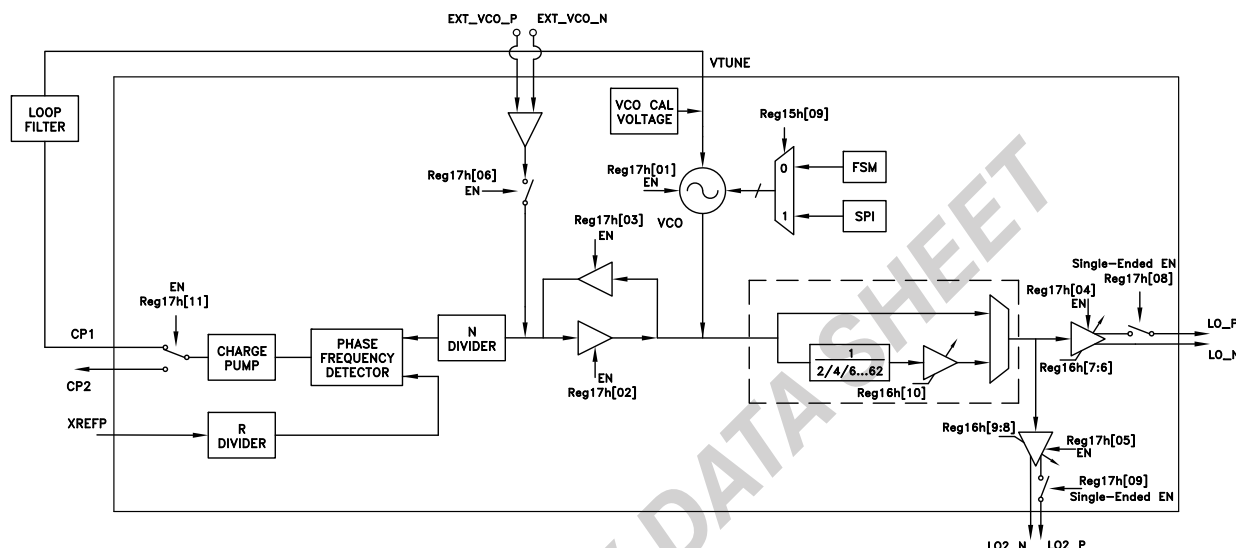 EXT_VCO_P EXT_VCO_N
VTUNE
LOOP
FILTER
VCO CAL
VOLTAGE
Reg15h[09]
0
FSM
Reg17h[06]
EN
Reg17h[01]
EN
1
SPI
VCO
Reg17h[03]
EN
Single-Ended EN
Reg17h[08]
Reg17h[04]
EN
EN
Reg17h[11]
LO_P
LO_N
CP1
CHARGE
PUMP
PHASE
FREQUENCY
DETECTOR
N
DIVIDER
1
2/4/6...62
Reg16h[7:6]
CP2
EN
Reg17h[02]
Reg16h[10]
XREFP
R
DIVIDER
Reg16h[9:8]
Reg17h[05]
EN
Reg17h[09]
Single-Ended EN
LO2_N LO2_P
DATA SHEET